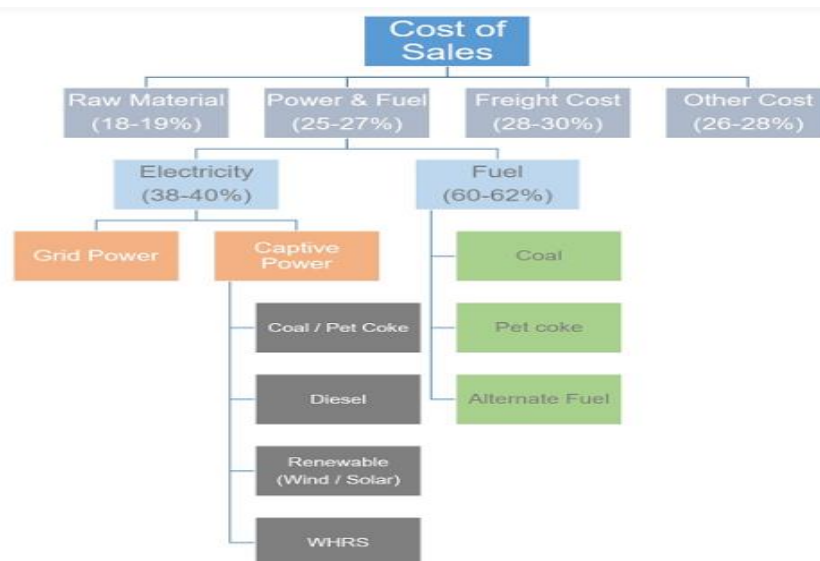 Cost of
Sales
Raw Material
(18-19%)
Power & Fuel
(25-27%)
Freight Cost
(28-30%)
Other Cost
(26-28%)
Electricity
(38-40%)
Fuel
(60-62%)
Grid Power
Captive
Power
Coal
Coal / Pet Coke
Pet coke
Diesel
Alternate Fuel
Renewable
(Wind / Solar)
WHRS